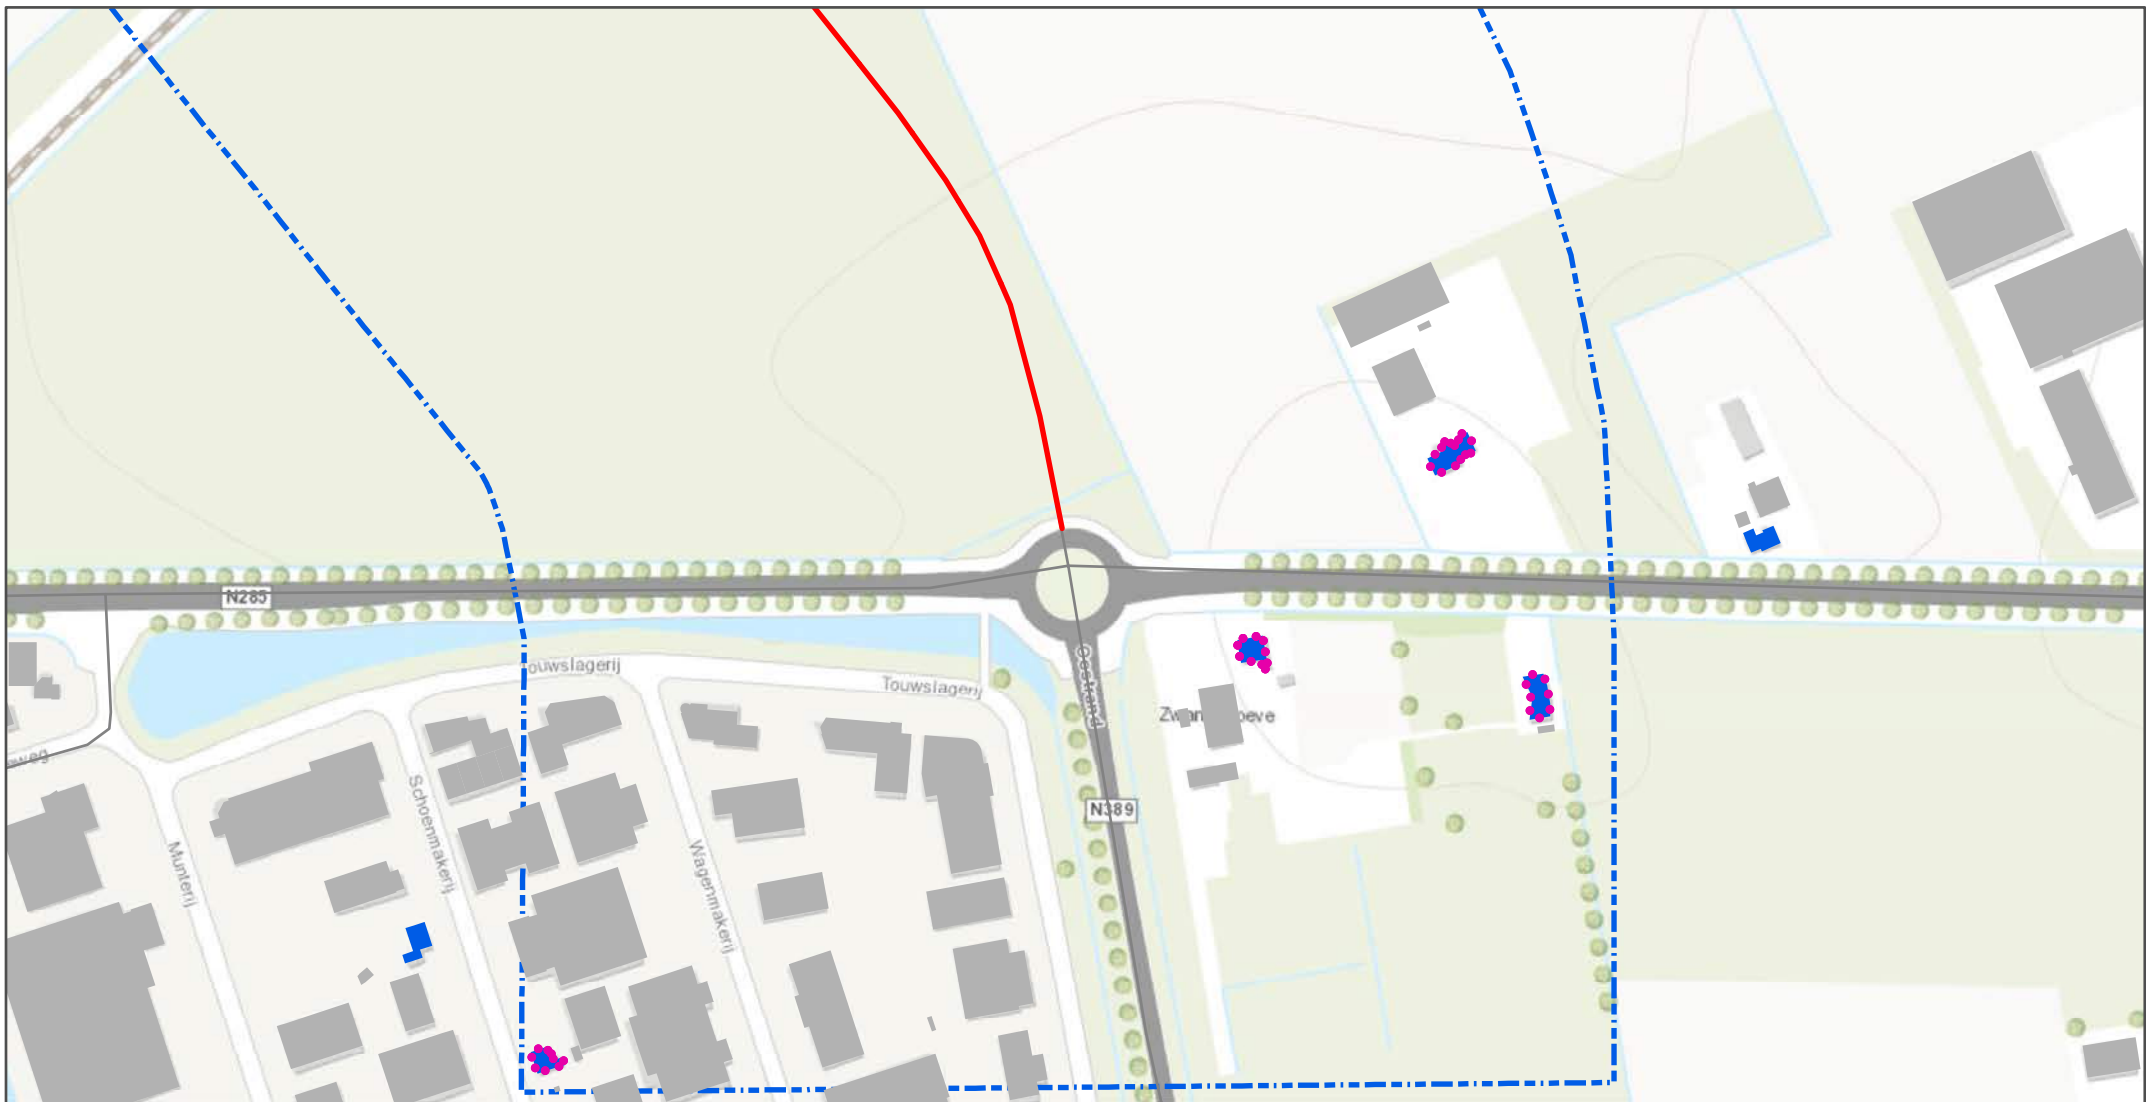 N285
Touwslagerij
Touwslagerij
Oostrand
Schoenmakerij
Munterij
Wagenmakerij
N389